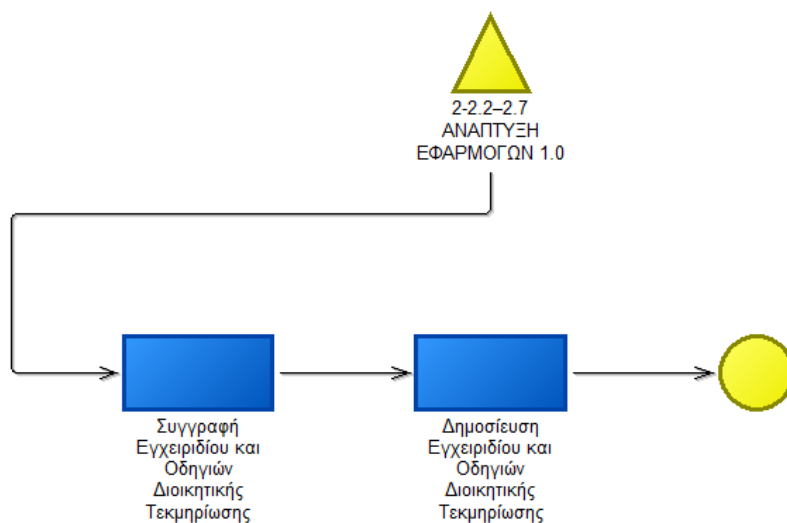 2-2.2–2.7
ΑΝΑΠΤΥΞΗ
ΕΦΑΡΜΟΓΩΝ 1.0
Συγγραφή
Εγχειριδίου και
Οδηγιών
Διοικητικής
Τεκμηρίωσης
Δημοσίευση
Εγχειριδίου και
Οδηγιών
Διοικητικής
Τεκμηρίωσης